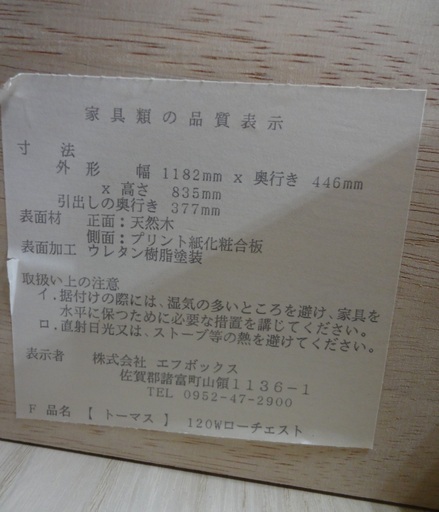 家具類の品質表示
寸　法
外形　幅 1182mm x 奥行き 446mm
x 高さ 835mm
引出しの奥行き 377mm
表面材　正面：天然木
側面：プリント紙化粧合板
表面加工 ウレタン樹脂塗装
取扱い上の注意
イ．据付けの際には、湿気の多いところを避け、家具を
水平に保つために必要な措置を講じてください。
ロ．直射日光又は、ストーブ等の熱を避けてください。
表示者　株式会社 エフボックス
佐賀郡諸富町山領１１３６－１
TEL 0952-47-2900
F 品名 【 トーマス 】 120Wローチェスト